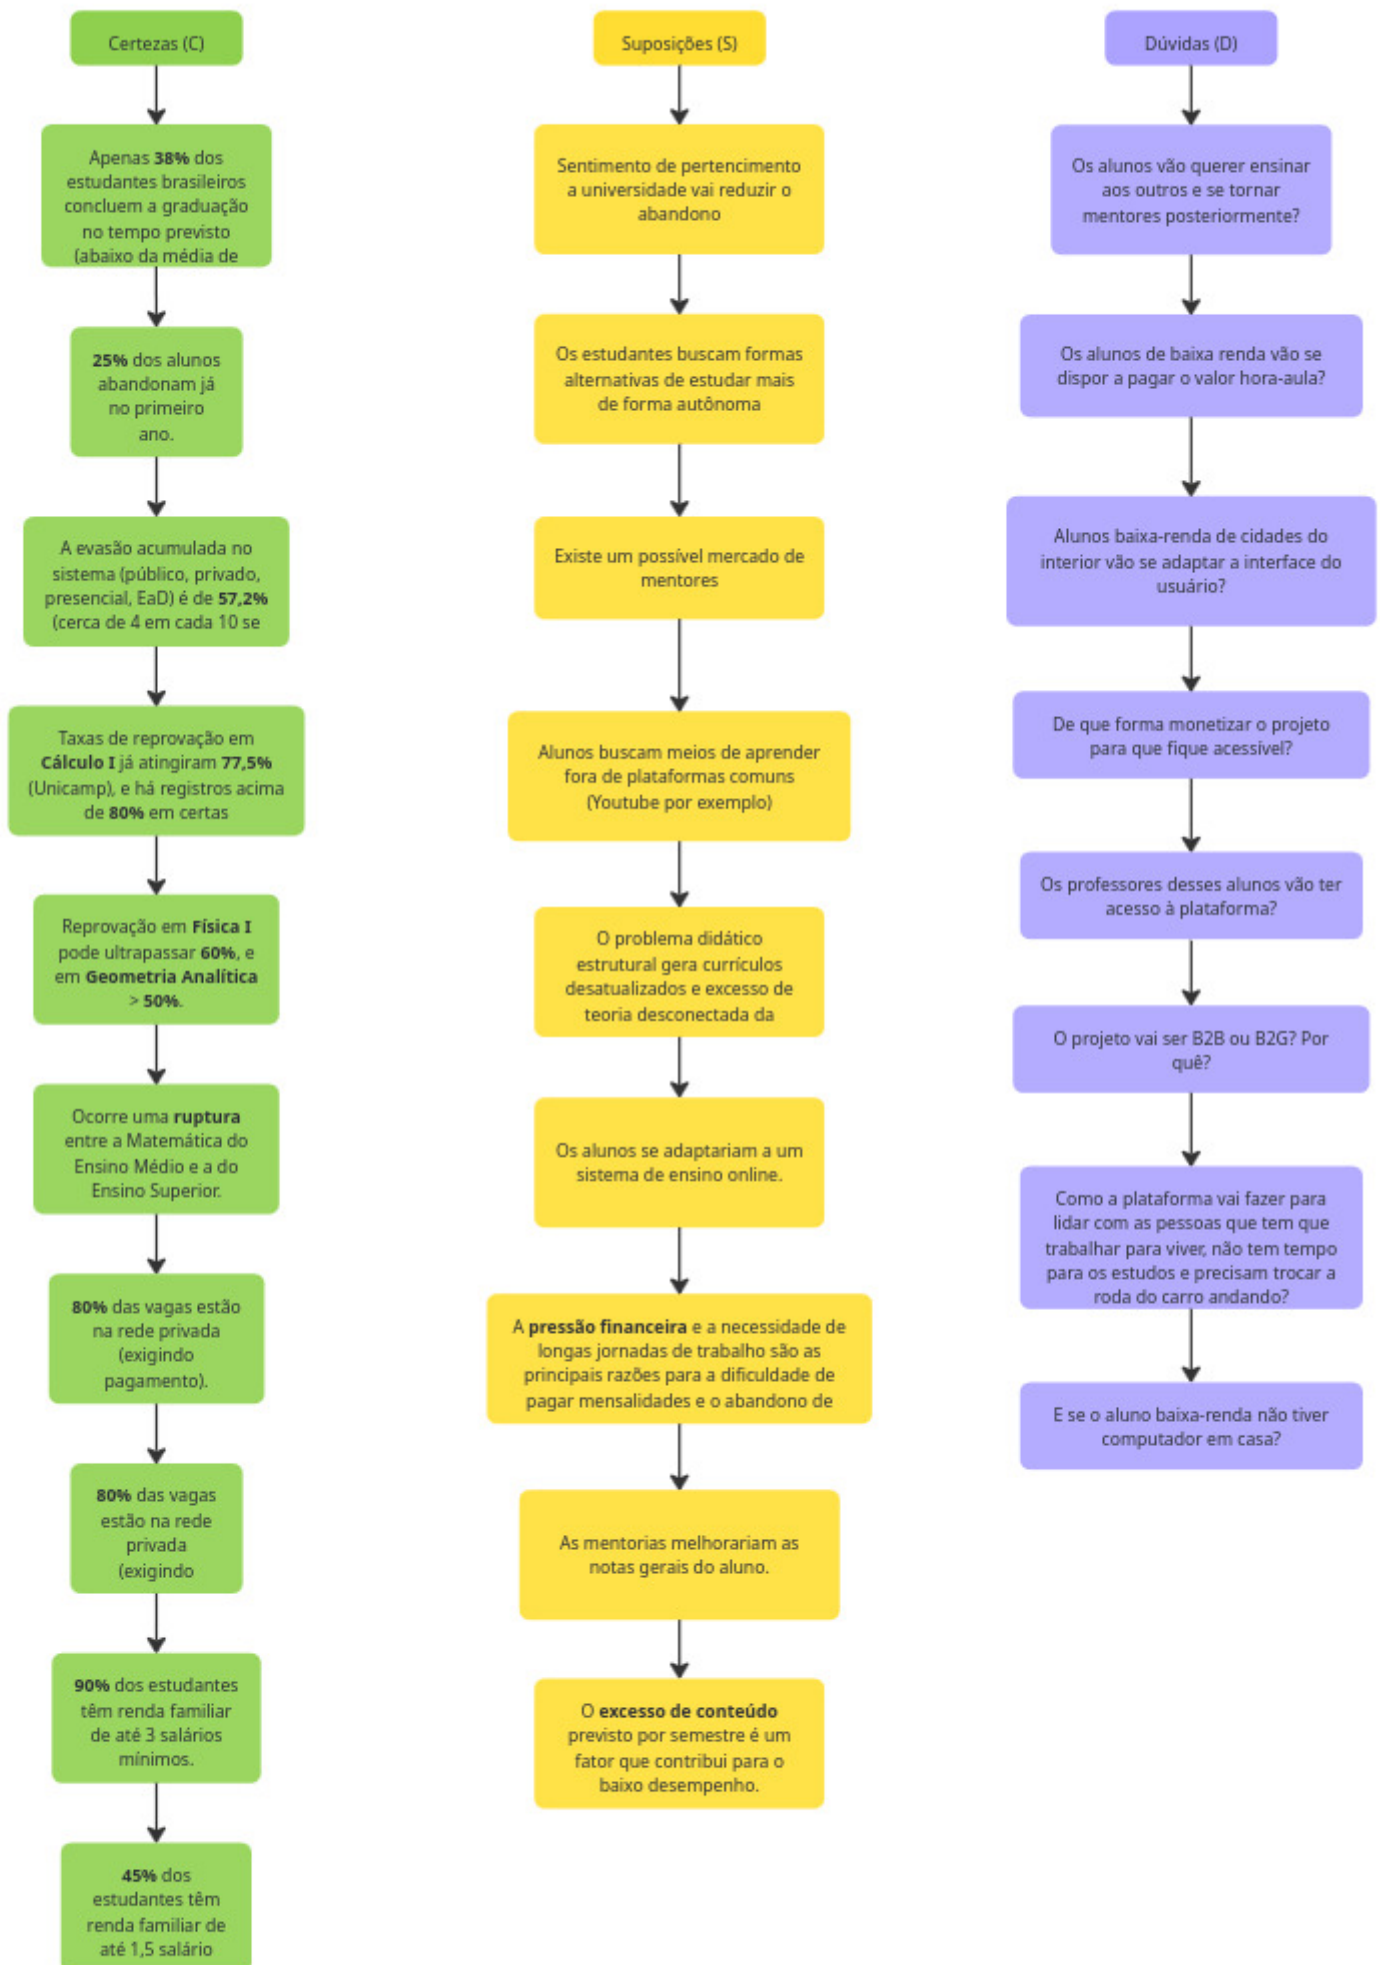 Certezas (C)
Apenas 38% dos
estudantes brasileiros
concluem a graduação
no tempo previsto
(abaixo da média de
25% dos alunos
abandonam já
no primeiro
ano.
A evasão acumulada no
sistema (público, privado,
presencial, EaD) é de 57,2%
(cerca de 4 em cada 10 se
Taxas de reprovação em
Cálculo I já atingiram 77,5%
(Unicamp), e há registros acima
de 80% em certas
Reprovação em Física I
pode ultrapassar 60%, e
em Geometria Analítica
> 50%.
Ocorre uma ruptura
entre a Matemática do
Ensino Médio e a do
Ensino Superior.
80% das vagas estão
na rede privada
(exigindo
pagamento).
80% das vagas
estão na rede
privada
(exigindo
90% dos estudantes
têm renda familiar
de até 3 salários
mínimos.
45% dos
estudantes têm
renda familiar de
até 1,5 salário
Suposições (S)
Sentimento de pertencimento
a universidade vai reduzir o
abandono
Os estudantes buscam formas
alternativas de estudar mais
de forma autônoma
Existe um possível mercado de
mentores
Alunos buscam meios de aprender
fora de plataformas comuns
(Youtube por exemplo)
O problema didático
estrutural gera currículos
desatualizados e excesso de
teoria desconectada da
Os alunos se adaptariam a um
sistema de ensino online.
A pressão financeira e a necessidade de
longas jornadas de trabalho são as
principais razões para a dificuldade de
pagar mensalidades e o abandono de
As mentorias melhorariam as
notas gerais do aluno.
O excesso de conteúdo
previsto por semestre é um
fator que contribui para o
baixo desempenho.
Dúvidas (D)
Os alunos vão querer ensinar
aos outros e se tornar
mentores posteriormente?
Os alunos de baixa renda vão se
dispor a pagar o valor hora-aula?
Alunos baixa-renda de cidades do
interior vão se adaptar a interface do
usuário?
De que forma monetizar o projeto
para que fique acessível?
Os professores desses alunos vão ter
acesso à plataforma?
O projeto vai ser B2B ou B2G? Por
quê?
Como a plataforma vai fazer para
lidar com as pessoas que tem que
trabalhar para viver, não tem tempo
para os estudos e precisam trocar a
roda do carro andando?
E se o aluno baixa-renda não tiver
computador em casa?